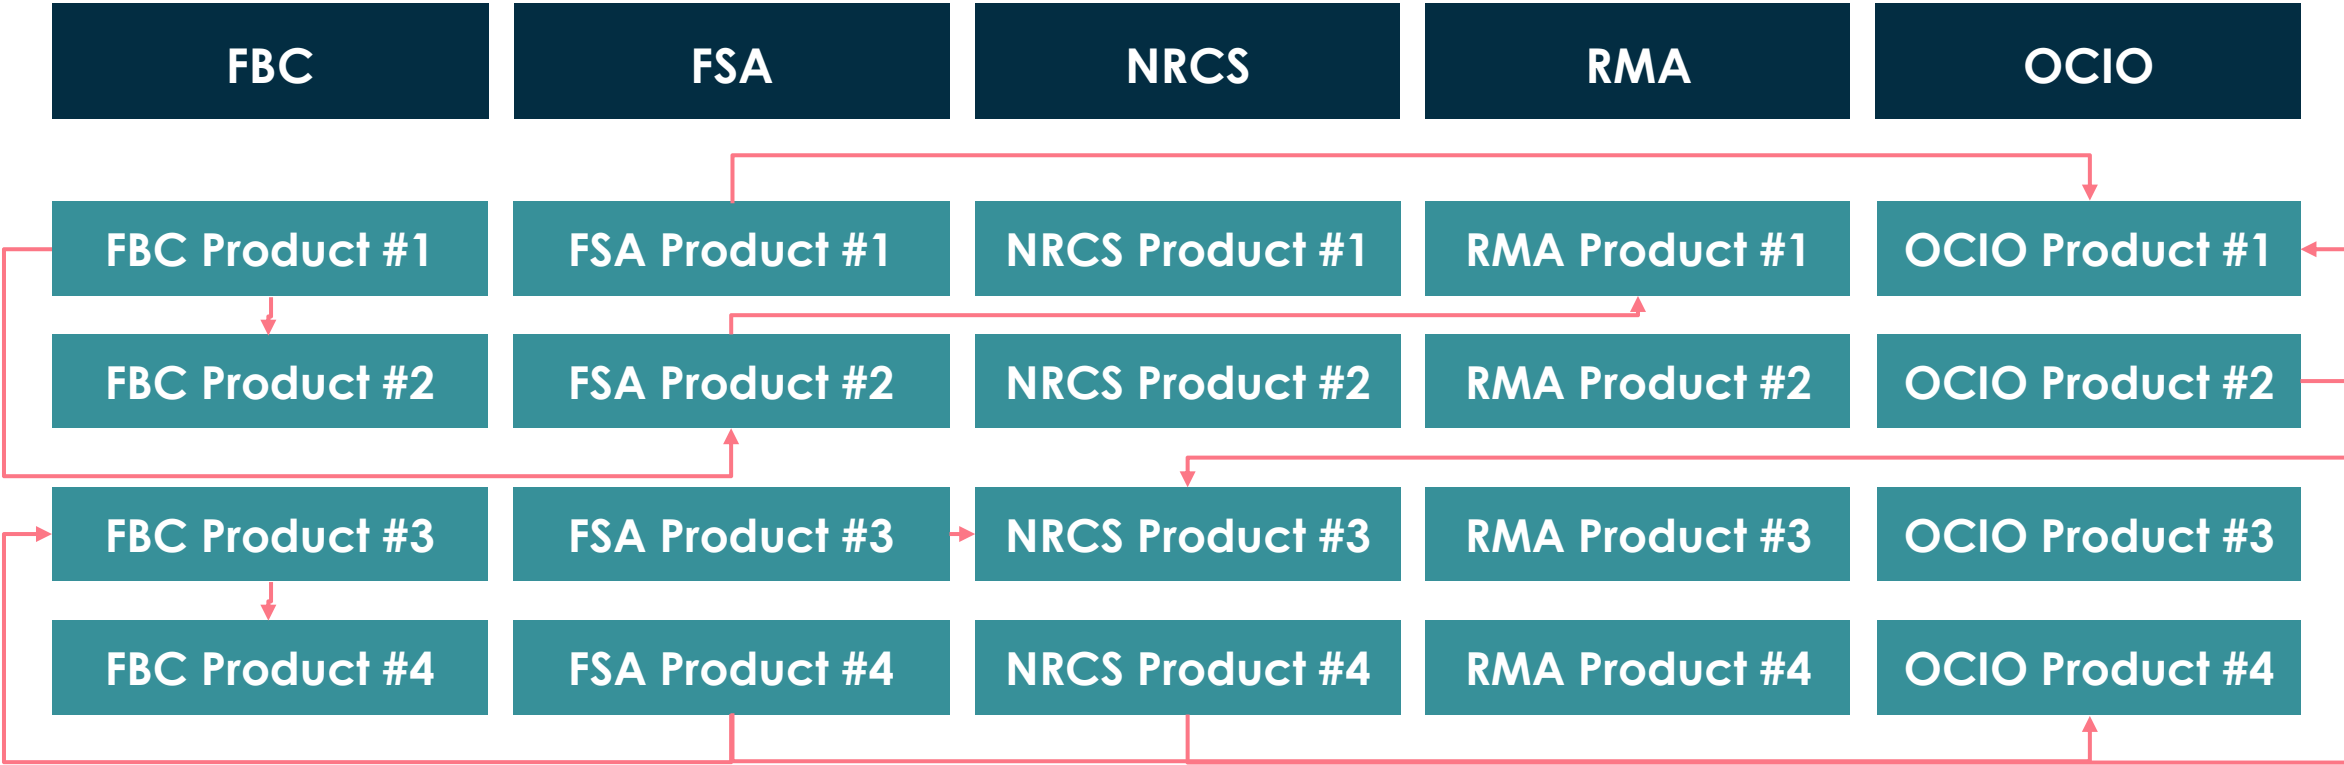 FBC
FSA
NRCS
RMA
OCIO
FBC Product #1
FSA Product #1
NRCS Product #1
RMA Product #1
OCIO Product #1
FBC Product #2
FSA Product #2
NRCS Product #2
RMA Product #2
OCIO Product #2
FBC Product #3
FSA Product #3
NRCS Product #3
RMA Product #3
OCIO Product #3
FBC Product #4
FSA Product #4
NRCS Product #4
RMA Product #4
OCIO Product #4